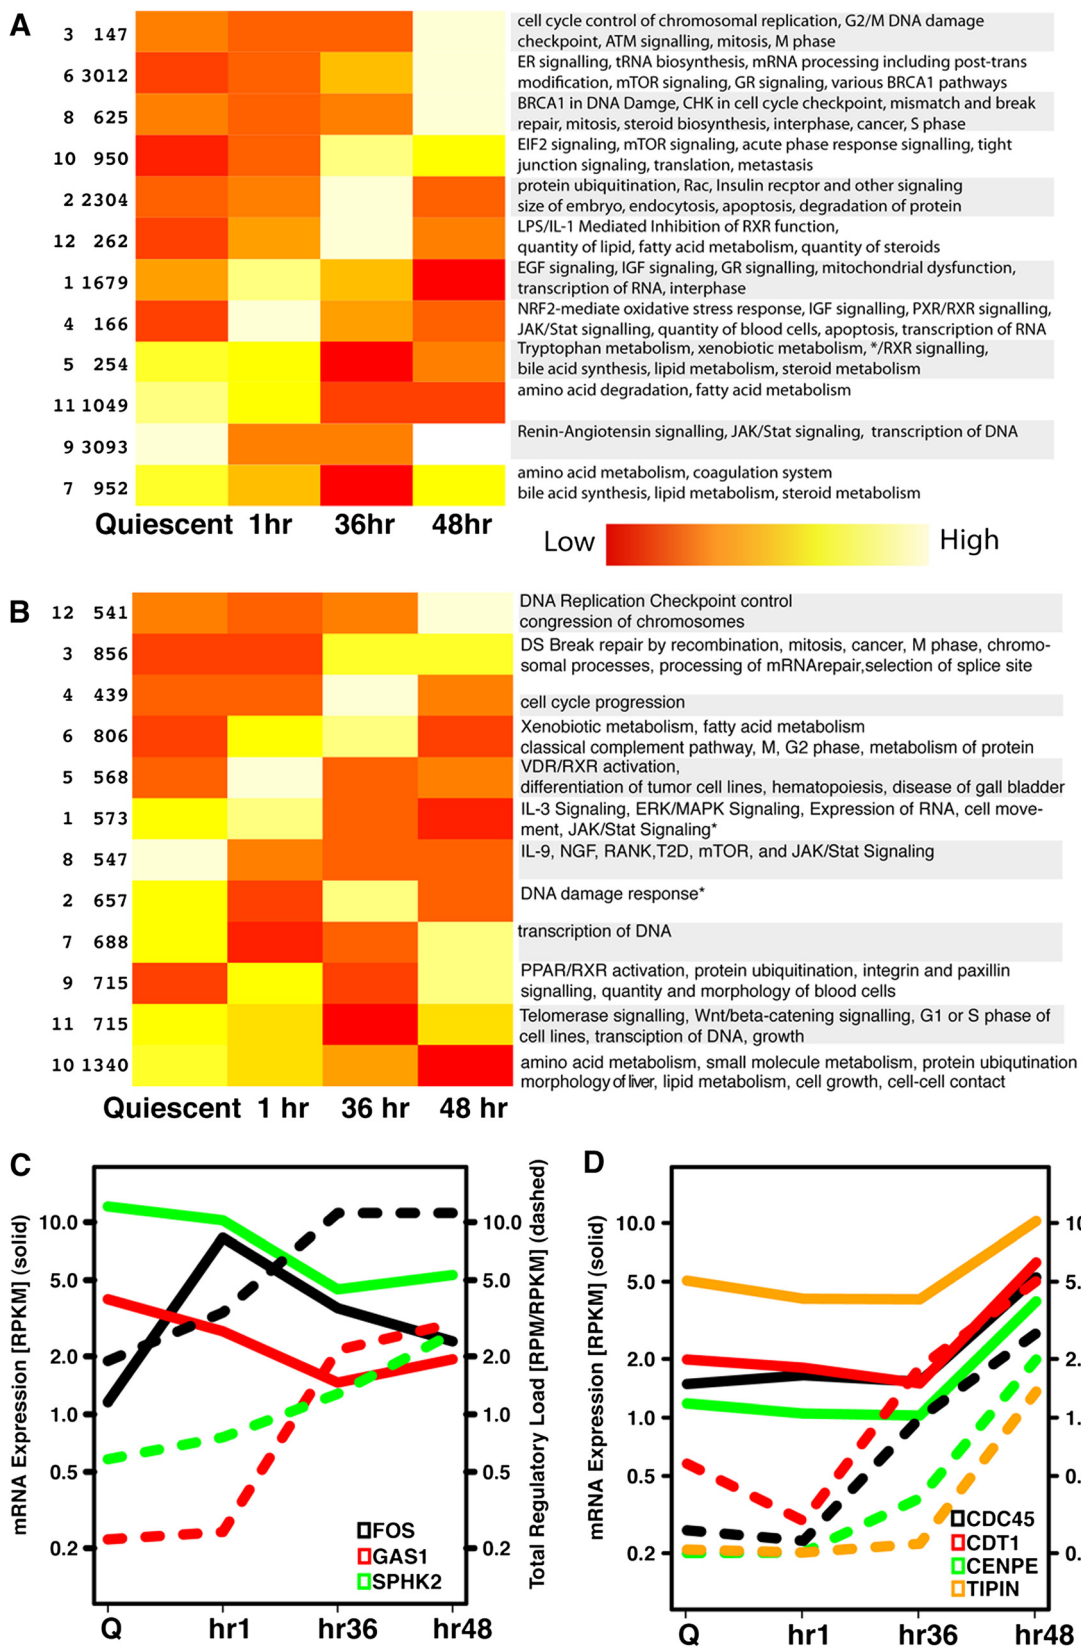 A
3 147 cell cycle control of chromosomal replication, G2/M DNA damage
checkpoint, ATM signalling, mitosis, M phase
6 3012 ER signalling, tRNA biosynthesis, mRNA processing including post-trans
modification, mTOR signaling, GR signaling, various BRCA1 pathways
8 625 BRCA1 in DNA Damge, CHK in cell cycle checkpoint, mismatch and break
repair, mitosis, steroid biosynthesis, interphase, cancer, S phase
10 950 EIF2 signaling, mTOR signaling, acute phase response signalling, tight
junction signaling, translation, metastasis
2 2304 protein ubiquitination, Rac, Insulin recptor and other signaling
size of embryo, endocytosis, apoptosis, degradation of protein
12 262 LPS/IL-1 Mediated Inhibition of RXR function,
quantity of lipid, fatty acid metabolism, quantity of steroids
1 1679 EGF signaling, IGF signaling, GR signalling, mitochondrial dysfunction,
transcription of RNA, interphase
4 166 NRF2-mediate oxidative stress response, IGF signalling, PXR/RXR signalling,
JAK/Stat signalling, quantity of blood cells, apoptosis, transcription of RNA
5 254 Tryptophan metabolism, xenobiotic metabolism, */RXR signalling,
bile acid synthesis, lipid metabolism, steroid metabolism
11 1049 amino acid degradation, fatty acid metabolism
9 3093 Renin-Angiotensin signalling, JAK/Stat signaling, transcription of DNA
7 952 amino acid metabolism, coagulation system
bile acid synthesis, lipid metabolism, steroid metabolism
Quiescent 1hr 36hr 48hr
Low High
B
12 541 DNA Replication Checkpoint control
congression of chromosomes
3 856 DS Break repair by recombination, mitosis, cancer, M phase, chromo-
somal processes, processing of mRNArepair,selection of splice site
4 439 cell cycle progression
6 806 Xenobiotic metabolism, fatty acid metabolism
classical complement pathway, M, G2 phase, metabolism of protein
5 568 VDR/RXR activation,
differentiation of tumor cell lines, hematopoiesis, disease of gall bladder
1 573 IL-3 Signaling, ERK/MAPK Signaling, Expression of RNA, cell move-
ment, JAK/Stat Signaling*
8 547 IL-9, NGF, RANK,T2D, mTOR, and JAK/Stat Signaling
2 657 DNA damage response*
7 688 transcription of DNA
9 715 PPAR/RXR activation, protein ubiquitination, integrin and paxillin
signalling, quantity and morphology of blood cells
11 715 Telomerase signalling, Wnt/beta-catening signalling, G1 or S phase of
cell lines, transciption of DNA, growth
10 1340 amino acid metabolism, small molecule metabolism, protein ubiqutination
morphology of liver, lipid metabolism, cell growth, cell-cell contact
Quiescent 1 hr 36 hr 48 hr
C
mRNA Expression [RPKM] (solid)
10.0
5.0
2.0
1.0
0.5
0.2
FOS
GAS1
SPHK2
Q hr1 hr36 hr48
10.0
5.0
2.0
1.0
0.5
0.2
Total Regulatory Load [RPM/RPKM] (dashed)
D
mRNA Expression [RPKM] (solid)
10.0
5.0
2.0
1.0
0.5
0.2
CDC45
CDT1
CENPE
TIPIN
Q hr1 hr36 hr48
10
5.
2.
1.
0.
0.